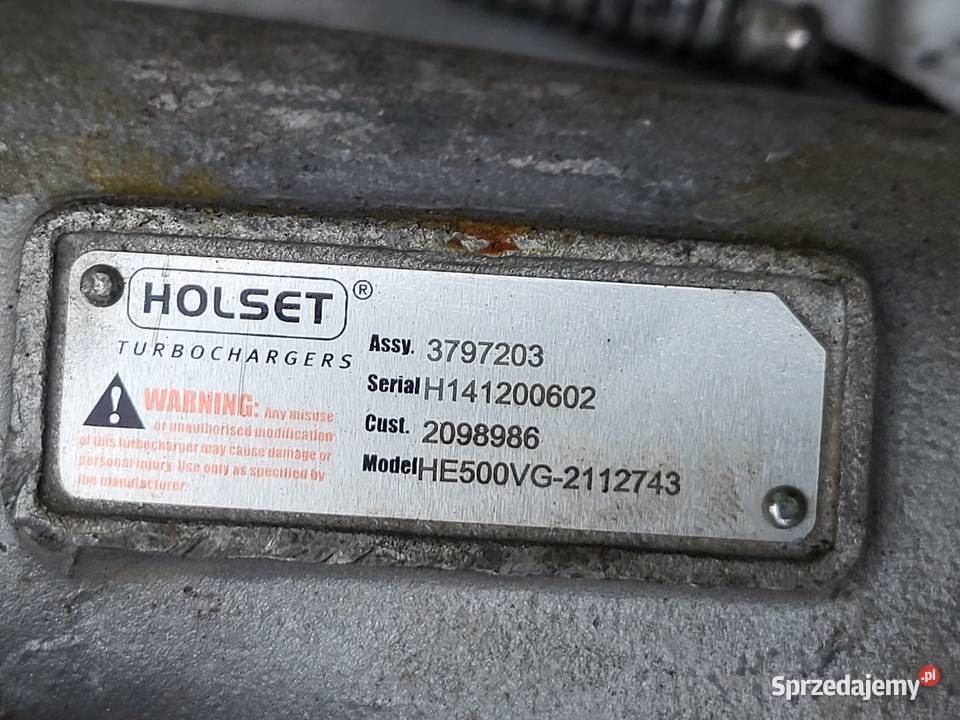 HOLSET ®
TURBOCHARGERS
WARNING: Any misuse
or unauthorised modification
of this turbocharger may cause damage or
personal injury. Use only as specified by
the manufacturer.
Assy. 3797203
Serial H141200602
Cust. 2098986
Model HE500VG-2112743
Sprzedajemy.pl